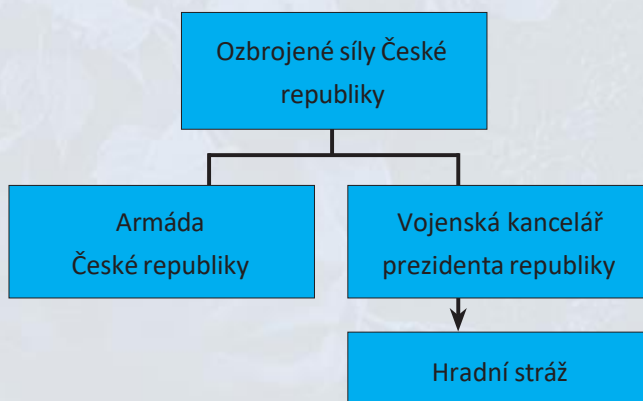 Ozbrojené síly České
republiky
Armáda
České republiky
Vojenská kancelář
prezidenta republiky
Hradní stráž